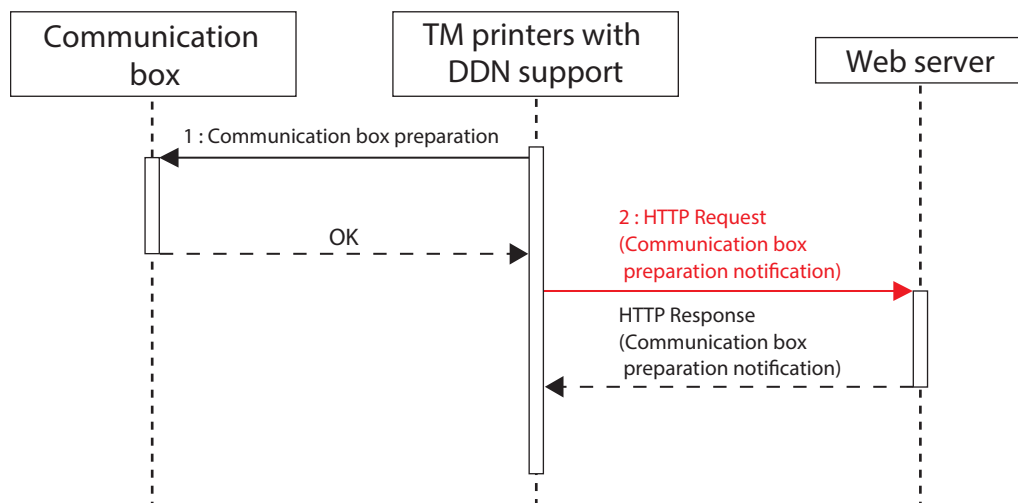 Communication
box
TM printers with
DDN support
Web server
1 : Communication box preparation
OK
2 : HTTP Request
(Communication box
preparation notification)
HTTP Response
(Communication box
preparation notification)